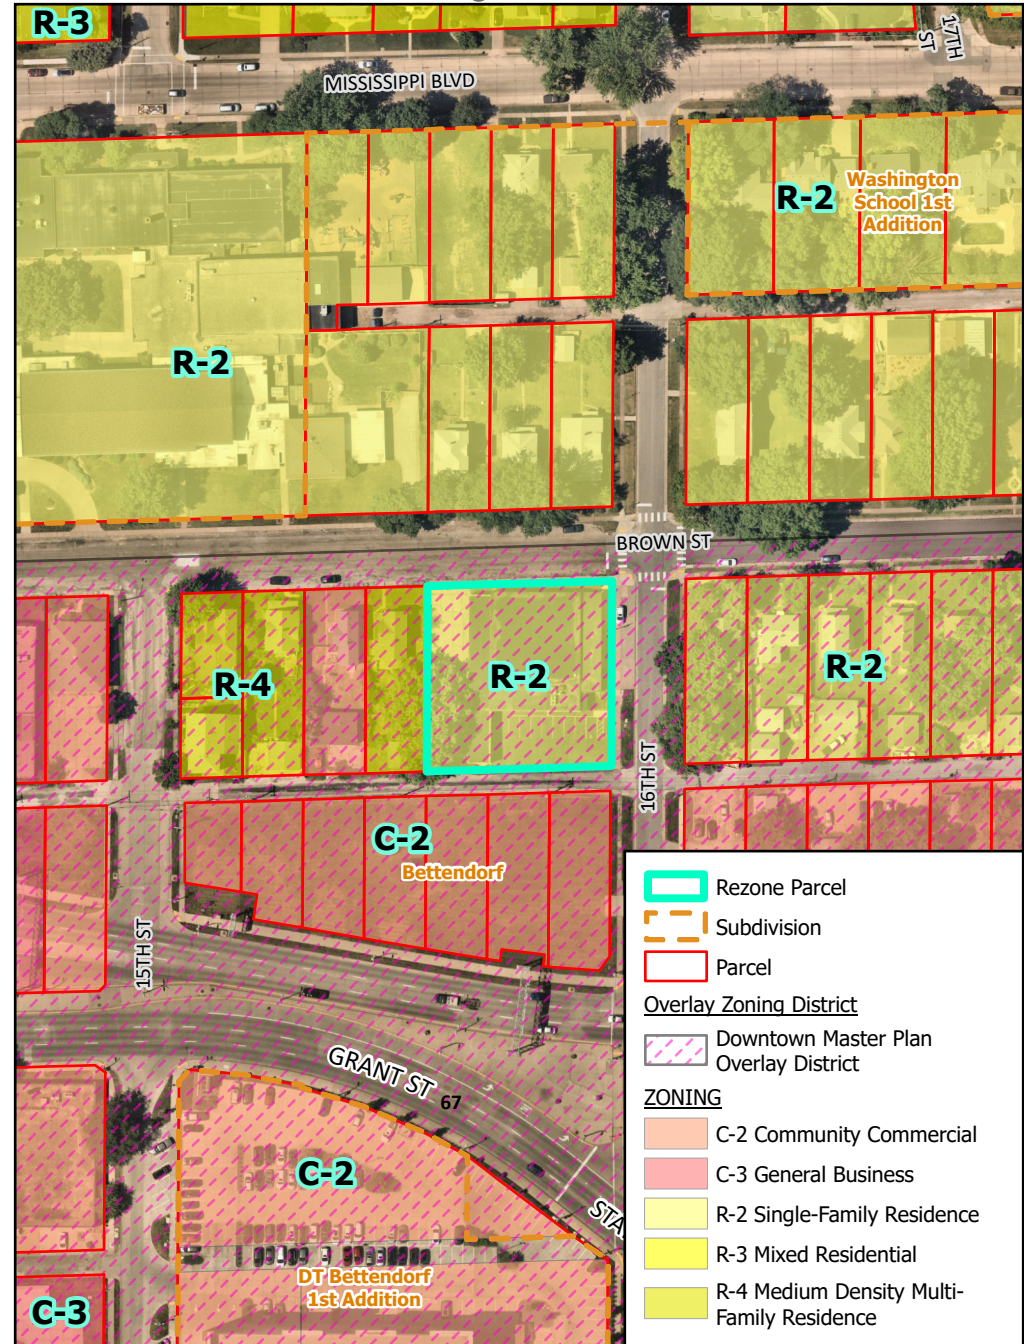 R-3
17TH
ST
MISSISSIPPI BLVD
R-2
Washington
School 1st
Addition
R-2
BROWN ST
R-4
R-2
R-2
16TH ST
C-2
Bettendorf
15TH ST
GRANT ST
67
C-2
STA
DT Bettendorf
1st Addition
C-3
Rezone Parcel
Subdivision
Parcel
Overlay Zoning District
Downtown Master Plan
Overlay District
ZONING
C-2 Community Commercial
C-3 General Business
R-2 Single-Family Residence
R-3 Mixed Residential
R-4 Medium Density Multi-
Family Residence